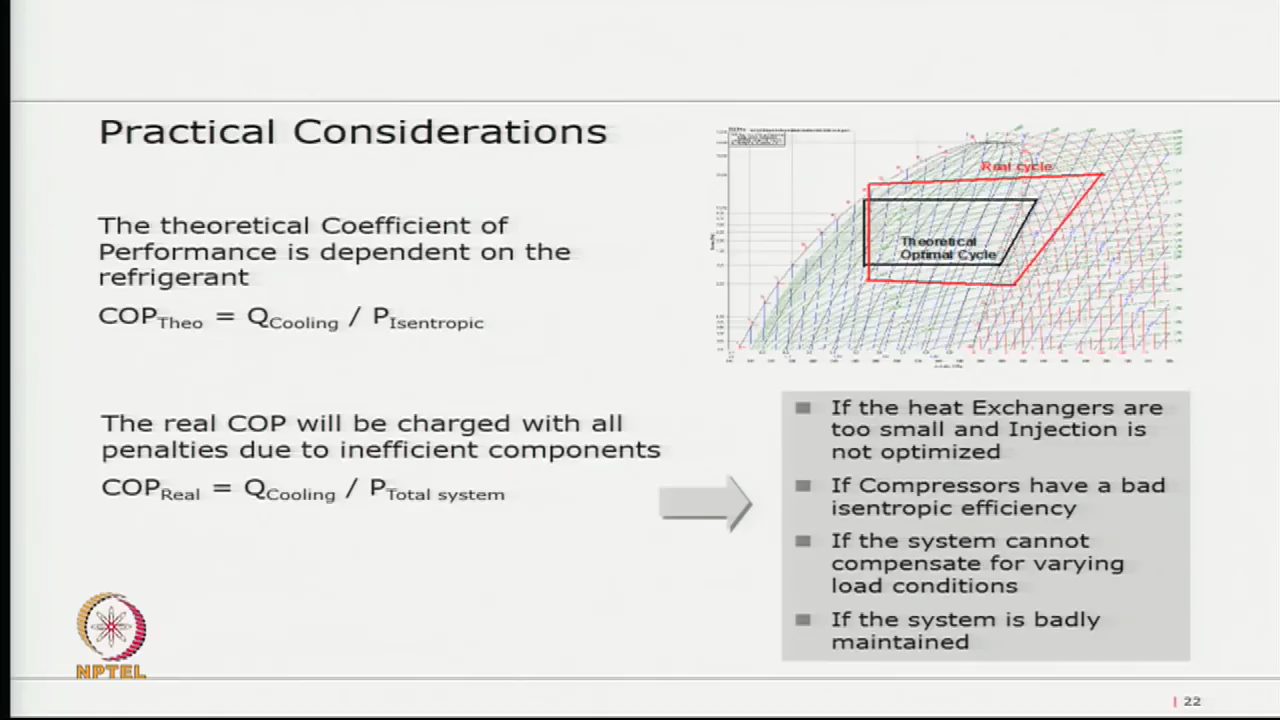 Practical Considerations
The theoretical Coefficient of
Performance is dependent on the
refrigerant
COPTheo = QCooling / PIsentropic
The real COP will be charged with all
penalties due to inefficient components
COPReal = QCooling / PTotal system
Real cycle
Theoretical
Optimal Cycle
If the heat Exchangers are
too small and Injection is
not optimized
If Compressors have a bad
isentropic efficiency
If the system cannot
compensate for varying
load conditions
If the system is badly
maintained
NPTEL
| 22